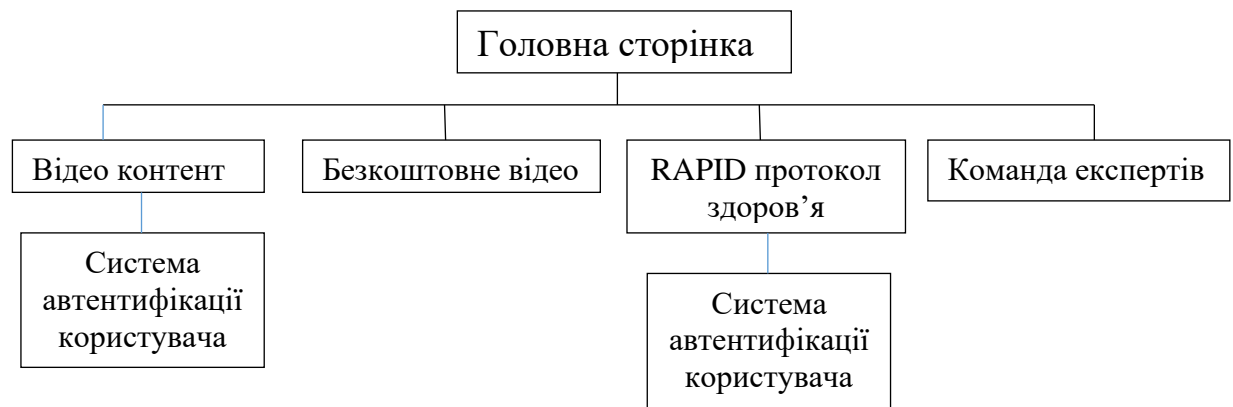 Головна сторінка
Відео контент
Безкоштовне відео
RAPID протокол
здоров’я
Команда експертів
Система
автентифікації
користувача
Система
автентифікації
користувача